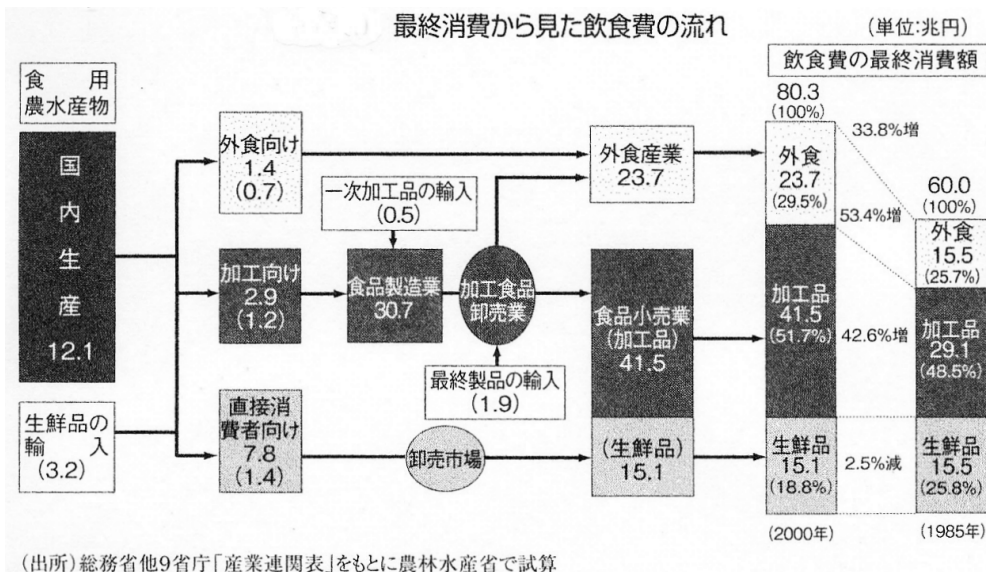 最終消費から見た飲食費の流れ
(単位:兆円)
飲食費の最終消費額
食用
農水産物
国内生産
12.1
生鮮品の
輸入
(3.2)
外食向け
1.4
(0.7)
加工向け
2.9
(1.2)
直接消
費者向け
7.8
(1.4)
一次加工品の輸入
(0.5)
食品製造業
30.7
加工食品
卸売業
最終製品の輸入
(1.9)
卸売市場
外食産業
23.7
食品小売業
(加工品)
41.5
(生鮮品)
15.1
80.3
(100%)
外食
23.7
(29.5%)
加工品
41.5
(51.7%)
生鮮品
15.1
(18.8%)
(2000年)
33.8%増
53.4%増
42.6%増
2.5%減
60.0
(100%)
外食
15.5
(25.7%)
加工品
29.1
(48.5%)
生鮮品
15.5
(25.8%)
(1985年)
(出所)総務省他9省庁「産業連関表」をもとに農林水産省で試算